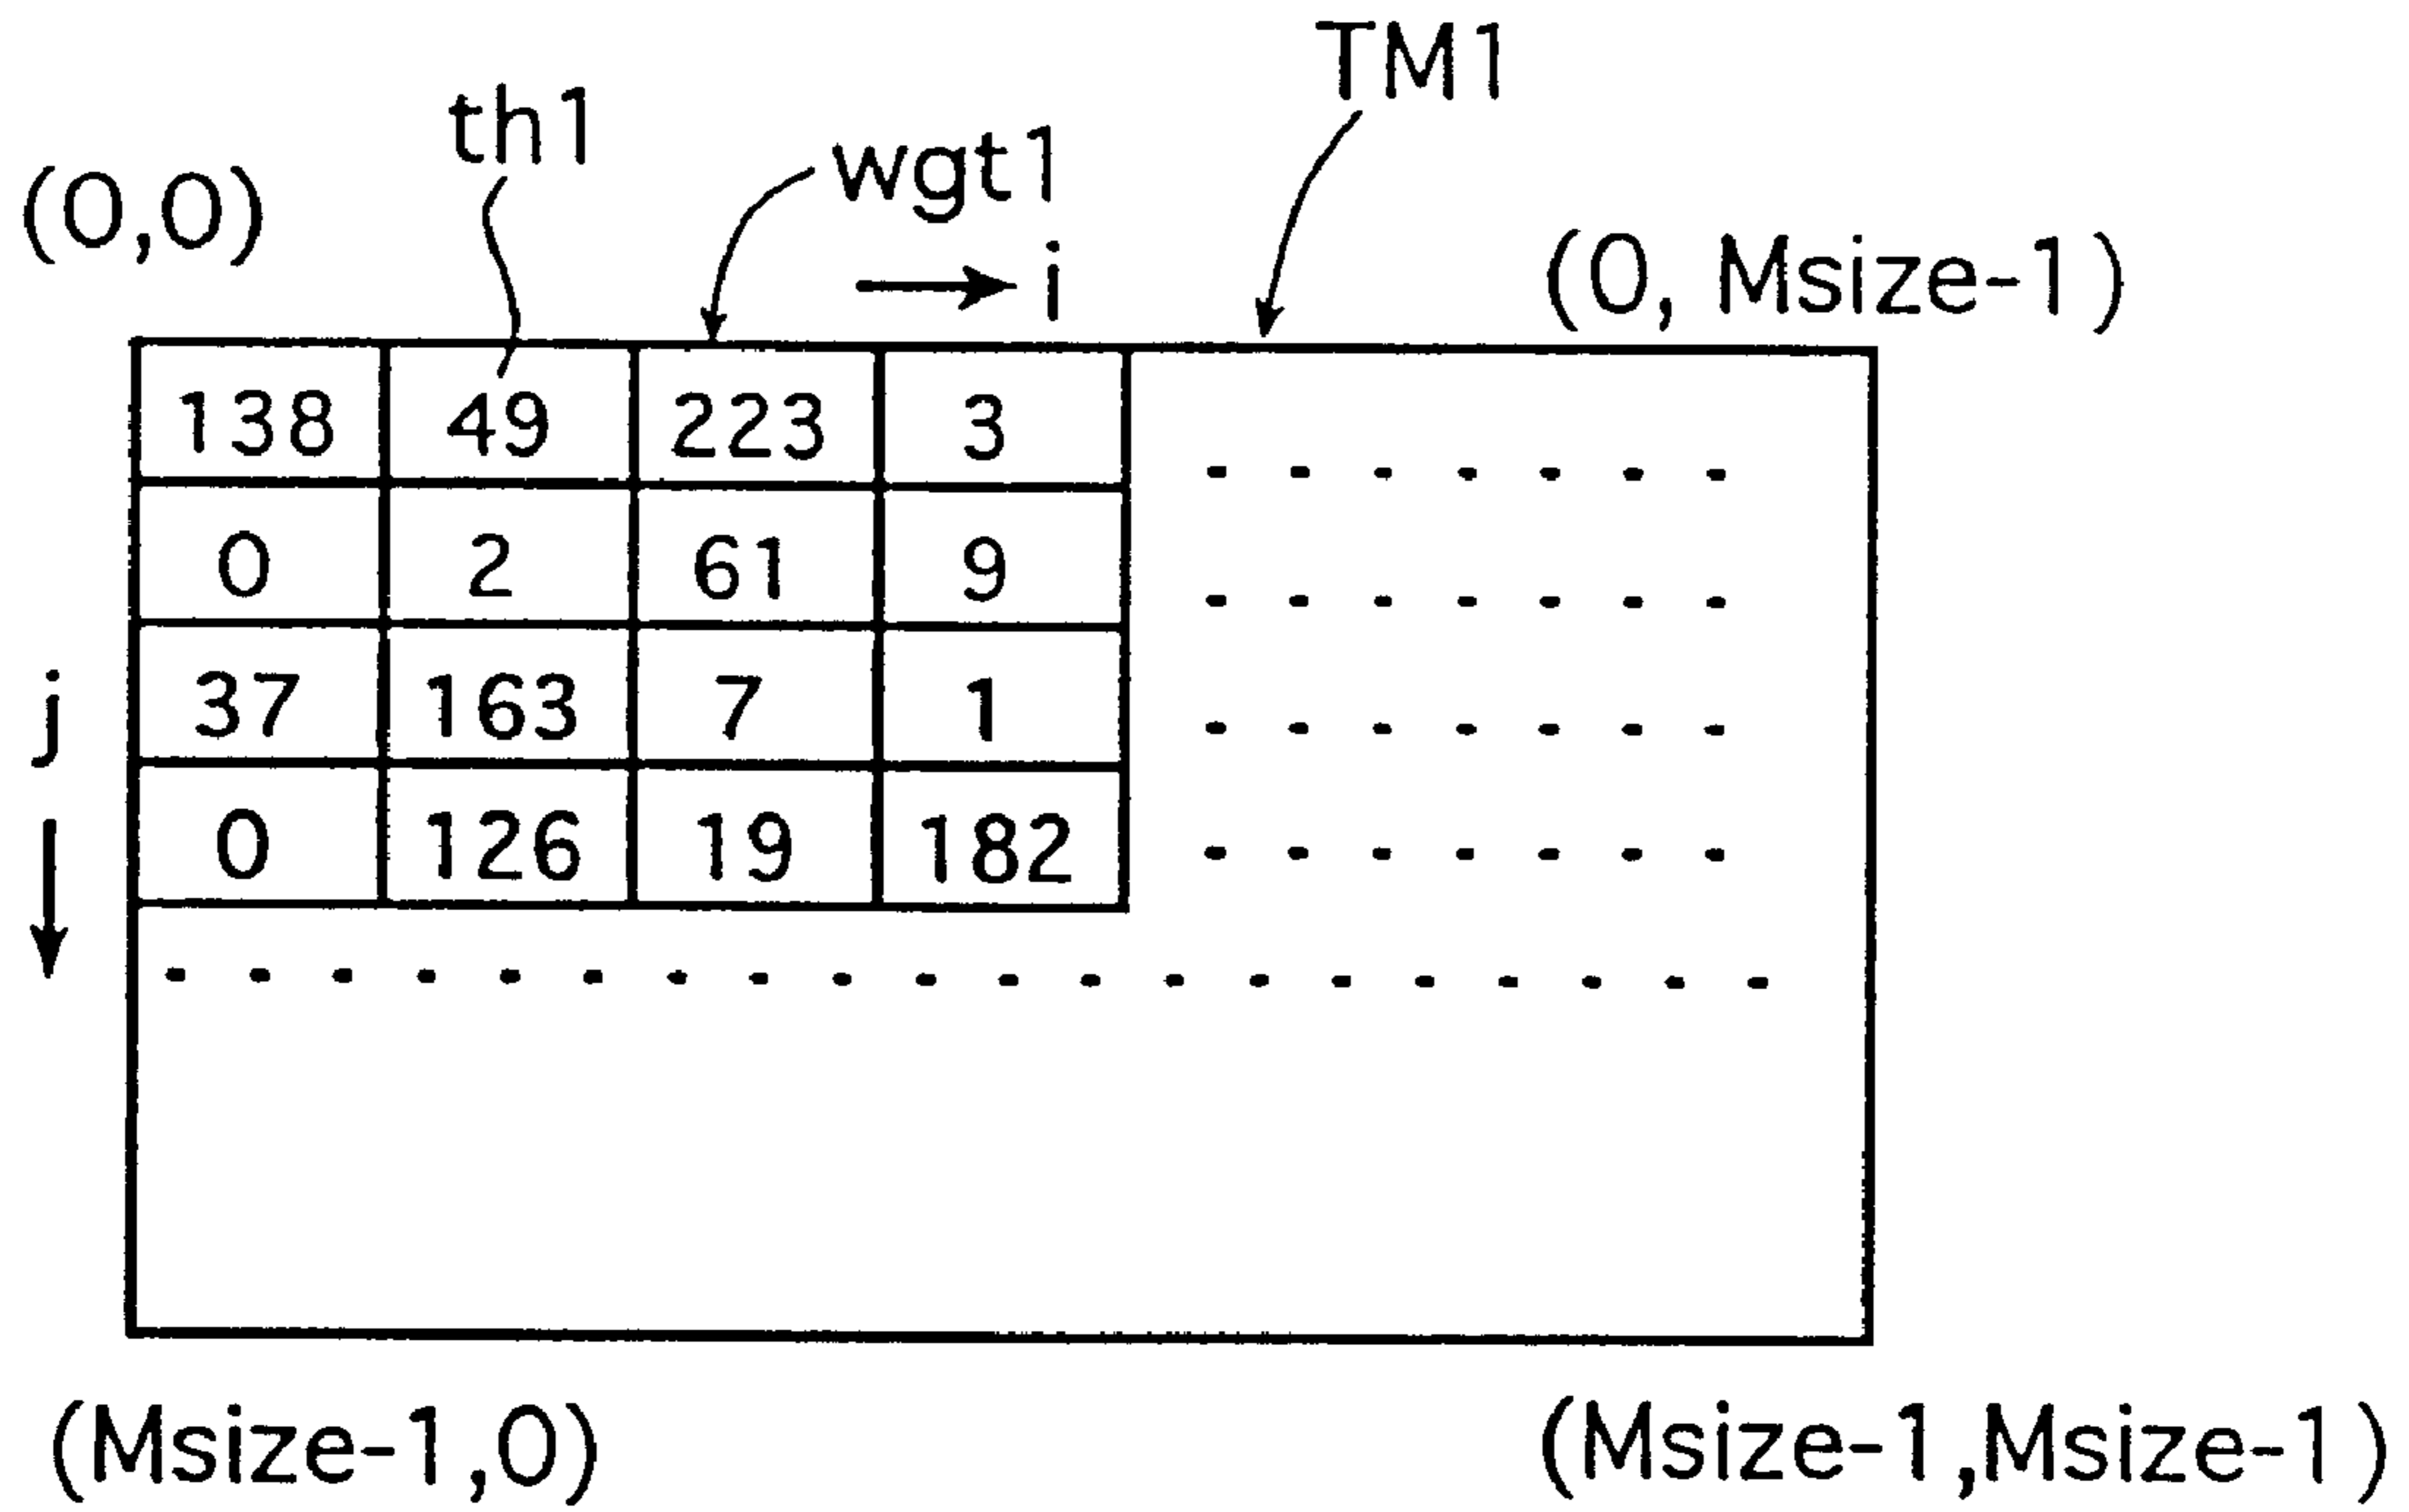 TM1
th1
wgt1
(0,0)
i
(0, Msize-1)
138 49 223 3
0 2 61 9
37 163 7 1
j
0 126 19 182
(Msize-1,0)
(Msize-1,Msize-1)